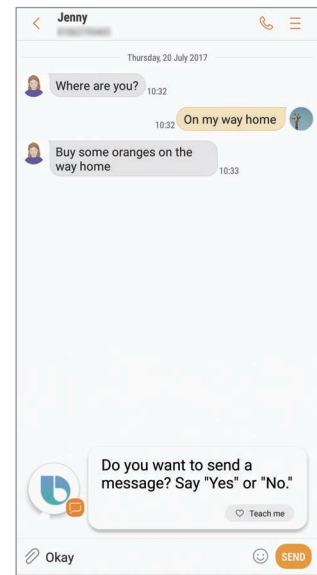 Jenny
Thursday, 20 July 2017
Where are you? 10:32
10:32 On my way home
Buy some oranges on the
way home 10:33
Do you want to send a
message? Say "Yes" or "No."
Teach me
Okay SEND